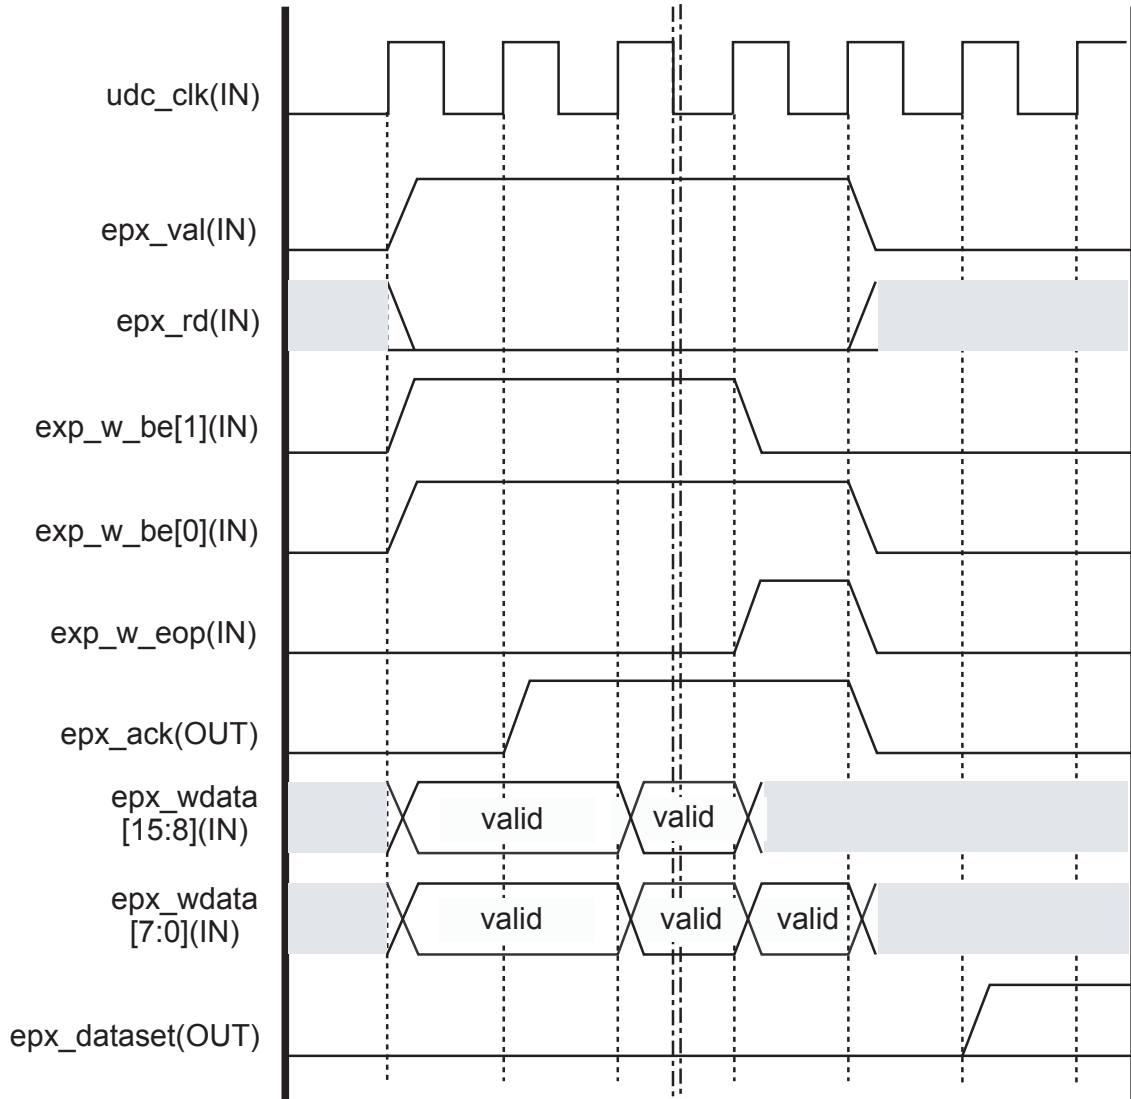 udc_clk(IN)
epx_val(IN)
epx_rd(IN)
exp_w_be[1](IN)
exp_w_be[0](IN)
exp_w_eop(IN)
epx_ack(OUT)
epx_wdata
[15:8](IN)
valid valid
epx_wdata
[7:0](IN)
valid valid valid
epx_dataset(OUT)